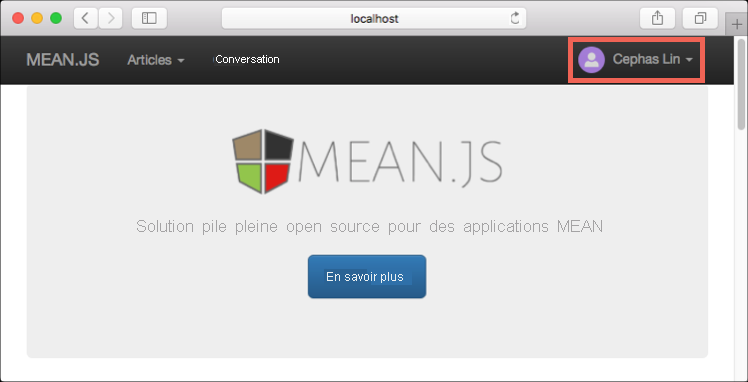 localhost
MEAN.JS Articles Conversation Cephas Lin
MEAN.JS
Solution pile pleine open source pour des applications MEAN
En savoir plus